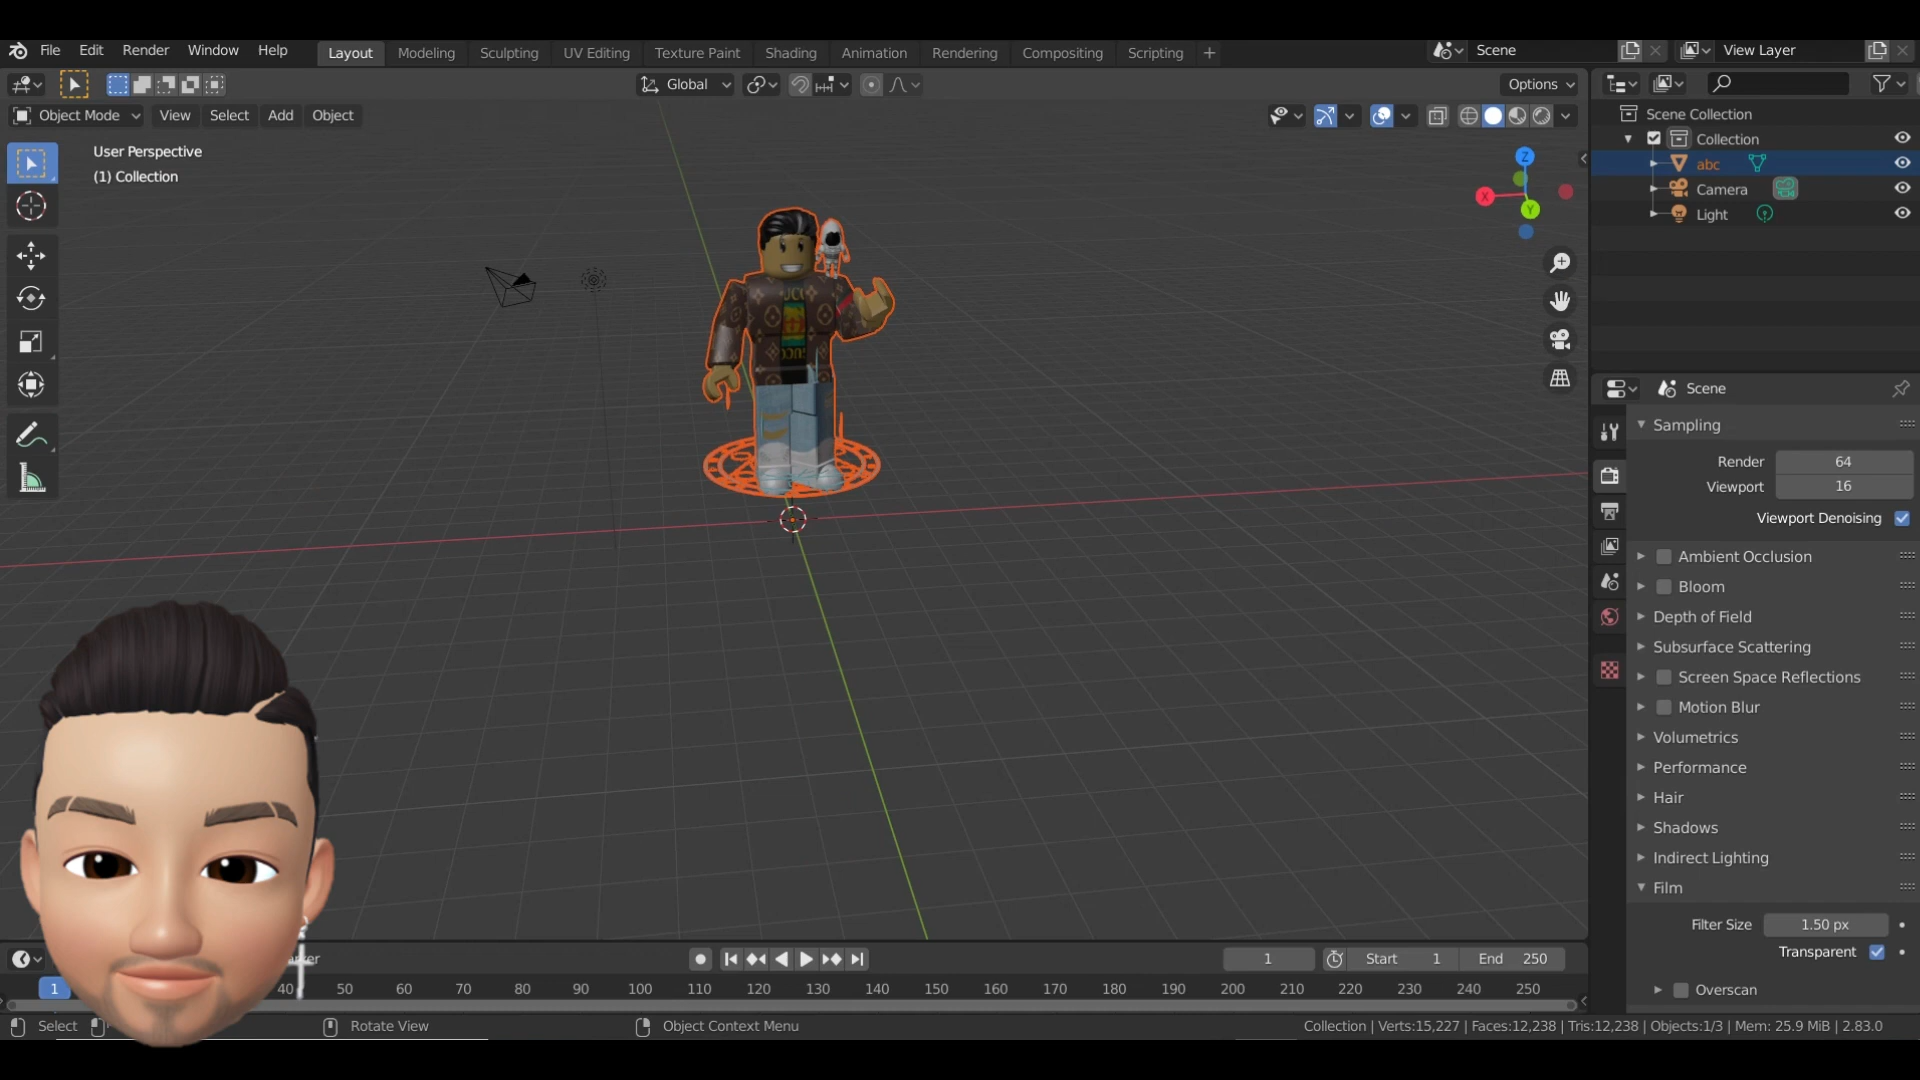 File Edit Render Window Help Layout Modeling Sculpting UV Editing Texture Paint Shading Animation Rendering Compositing Scripting + Scene View Layer
Global Options
Object Mode View Select Add Object
User Perspective
(1) Collection
Z
X
Y
Scene Collection
Collection
abc
Camera
Light
Scene
Sampling
Render 64
Viewport 16
Viewport Denoising
Ambient Occlusion
Bloom
Depth of Field
Subsurface Scattering
Screen Space Reflections
Motion Blur
Volumetrics
Performance
Hair
Shadows
Indirect Lighting
Film
Filter Size 1.50 px
Transparent
Overscan
1 Start 1 End 250
1 40 50 60 70 80 90 100 110 120 130 140 150 160 170 180 190 200 210 220 230 240 250
Select Rotate View Object Context Menu Collection | Verts:15,227 | Faces:12,238 | Tris:12,238 | Objects:1/3 | Mem: 25.9 MiB | 2.83.0